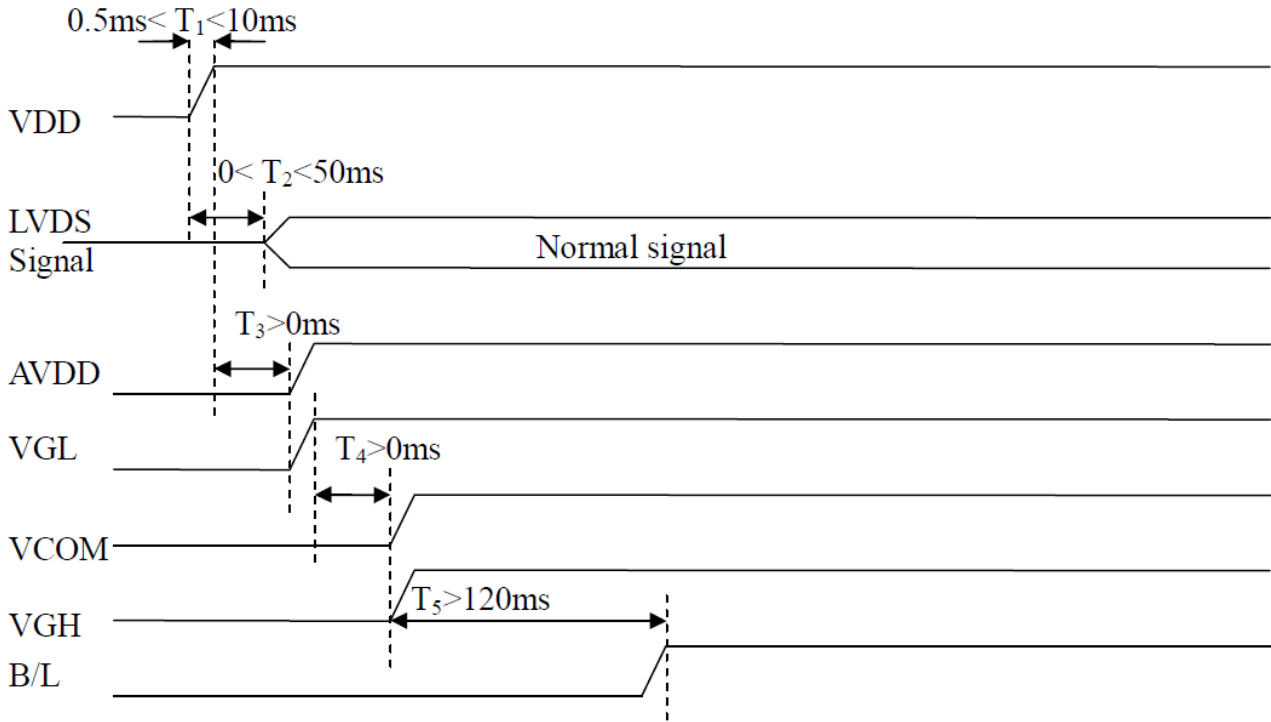 0.5ms< T₁<10ms
VDD
0< T₂<50ms
LVDS
Signal
Normal signal
T₃>0ms
AVDD
VGL
T₄>0ms
VCOM
T₅>120ms
VGH
B/L